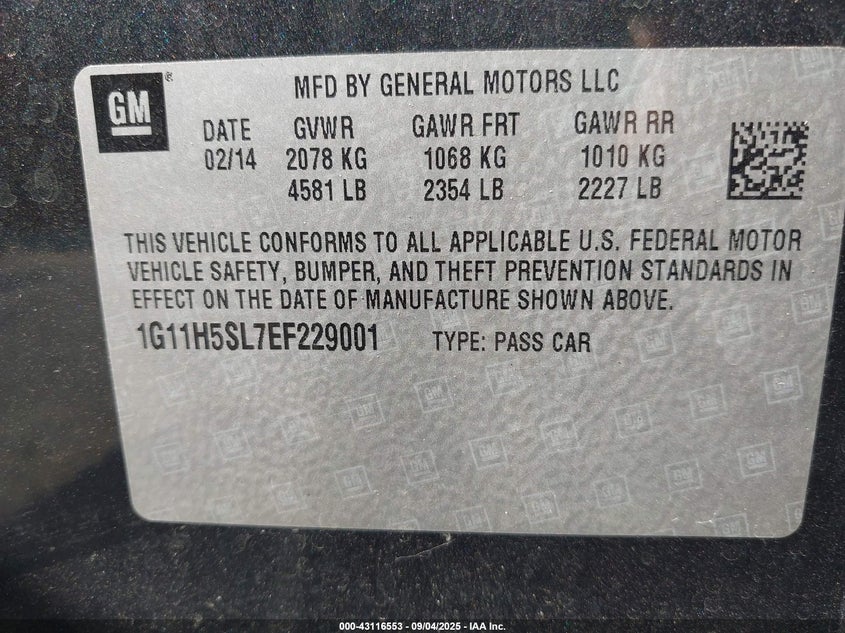 GM ®
MFD BY GENERAL MOTORS LLC
DATE GVWR GAWR FRT GAWR RR
02/14 2078 KG 1068 KG 1010 KG
4581 LB 2354 LB 2227 LB
THIS VEHICLE CONFORMS TO ALL APPLICABLE U.S. FEDERAL MOTOR
VEHICLE SAFETY, BUMPER, AND THEFT PREVENTION STANDARDS IN
EFFECT ON THE DATE OF MANUFACTURE SHOWN ABOVE.
1G11H5SL7EF229001 TYPE: PASS CAR
000-43116553 - 09/04/2025 - IAA Inc.